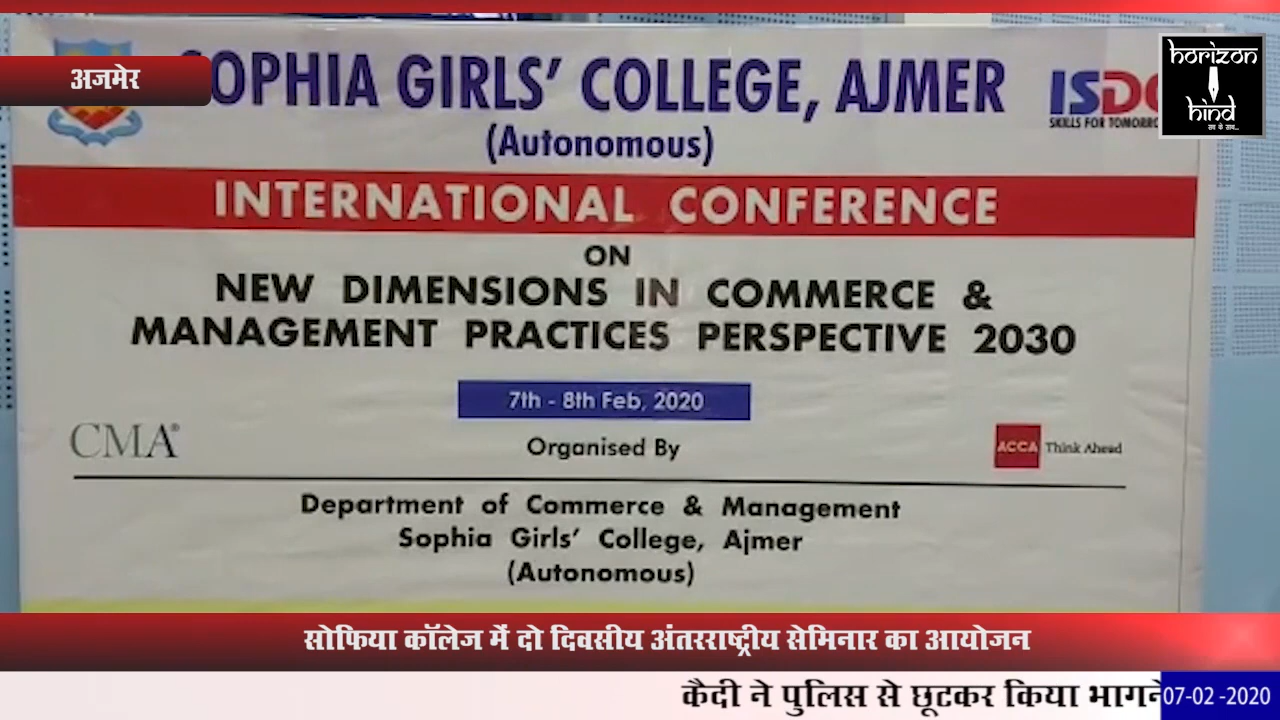 अजमेर
SOPHIA GIRLS' COLLEGE, AJMER
(Autonomous)
ISDC
SKILLS FOR TOMORROW
horizon
hind
INTERNATIONAL CONFERENCE
ON
NEW DIMENSIONS IN COMMERCE &
MANAGEMENT PRACTICES PERSPECTIVE 2030
7th - 8th Feb, 2020
CMA®
Organised By
ACCA Think Ahead
Department of Commerce & Management
Sophia Girls' College, Ajmer
(Autonomous)
सोफिया कॉलेज में दो दिवसीय अंतरराष्ट्रीय सेमिनार का आयोजन
कैदी ने पुलिस से छूटकर किया भागने
07-02 -2020